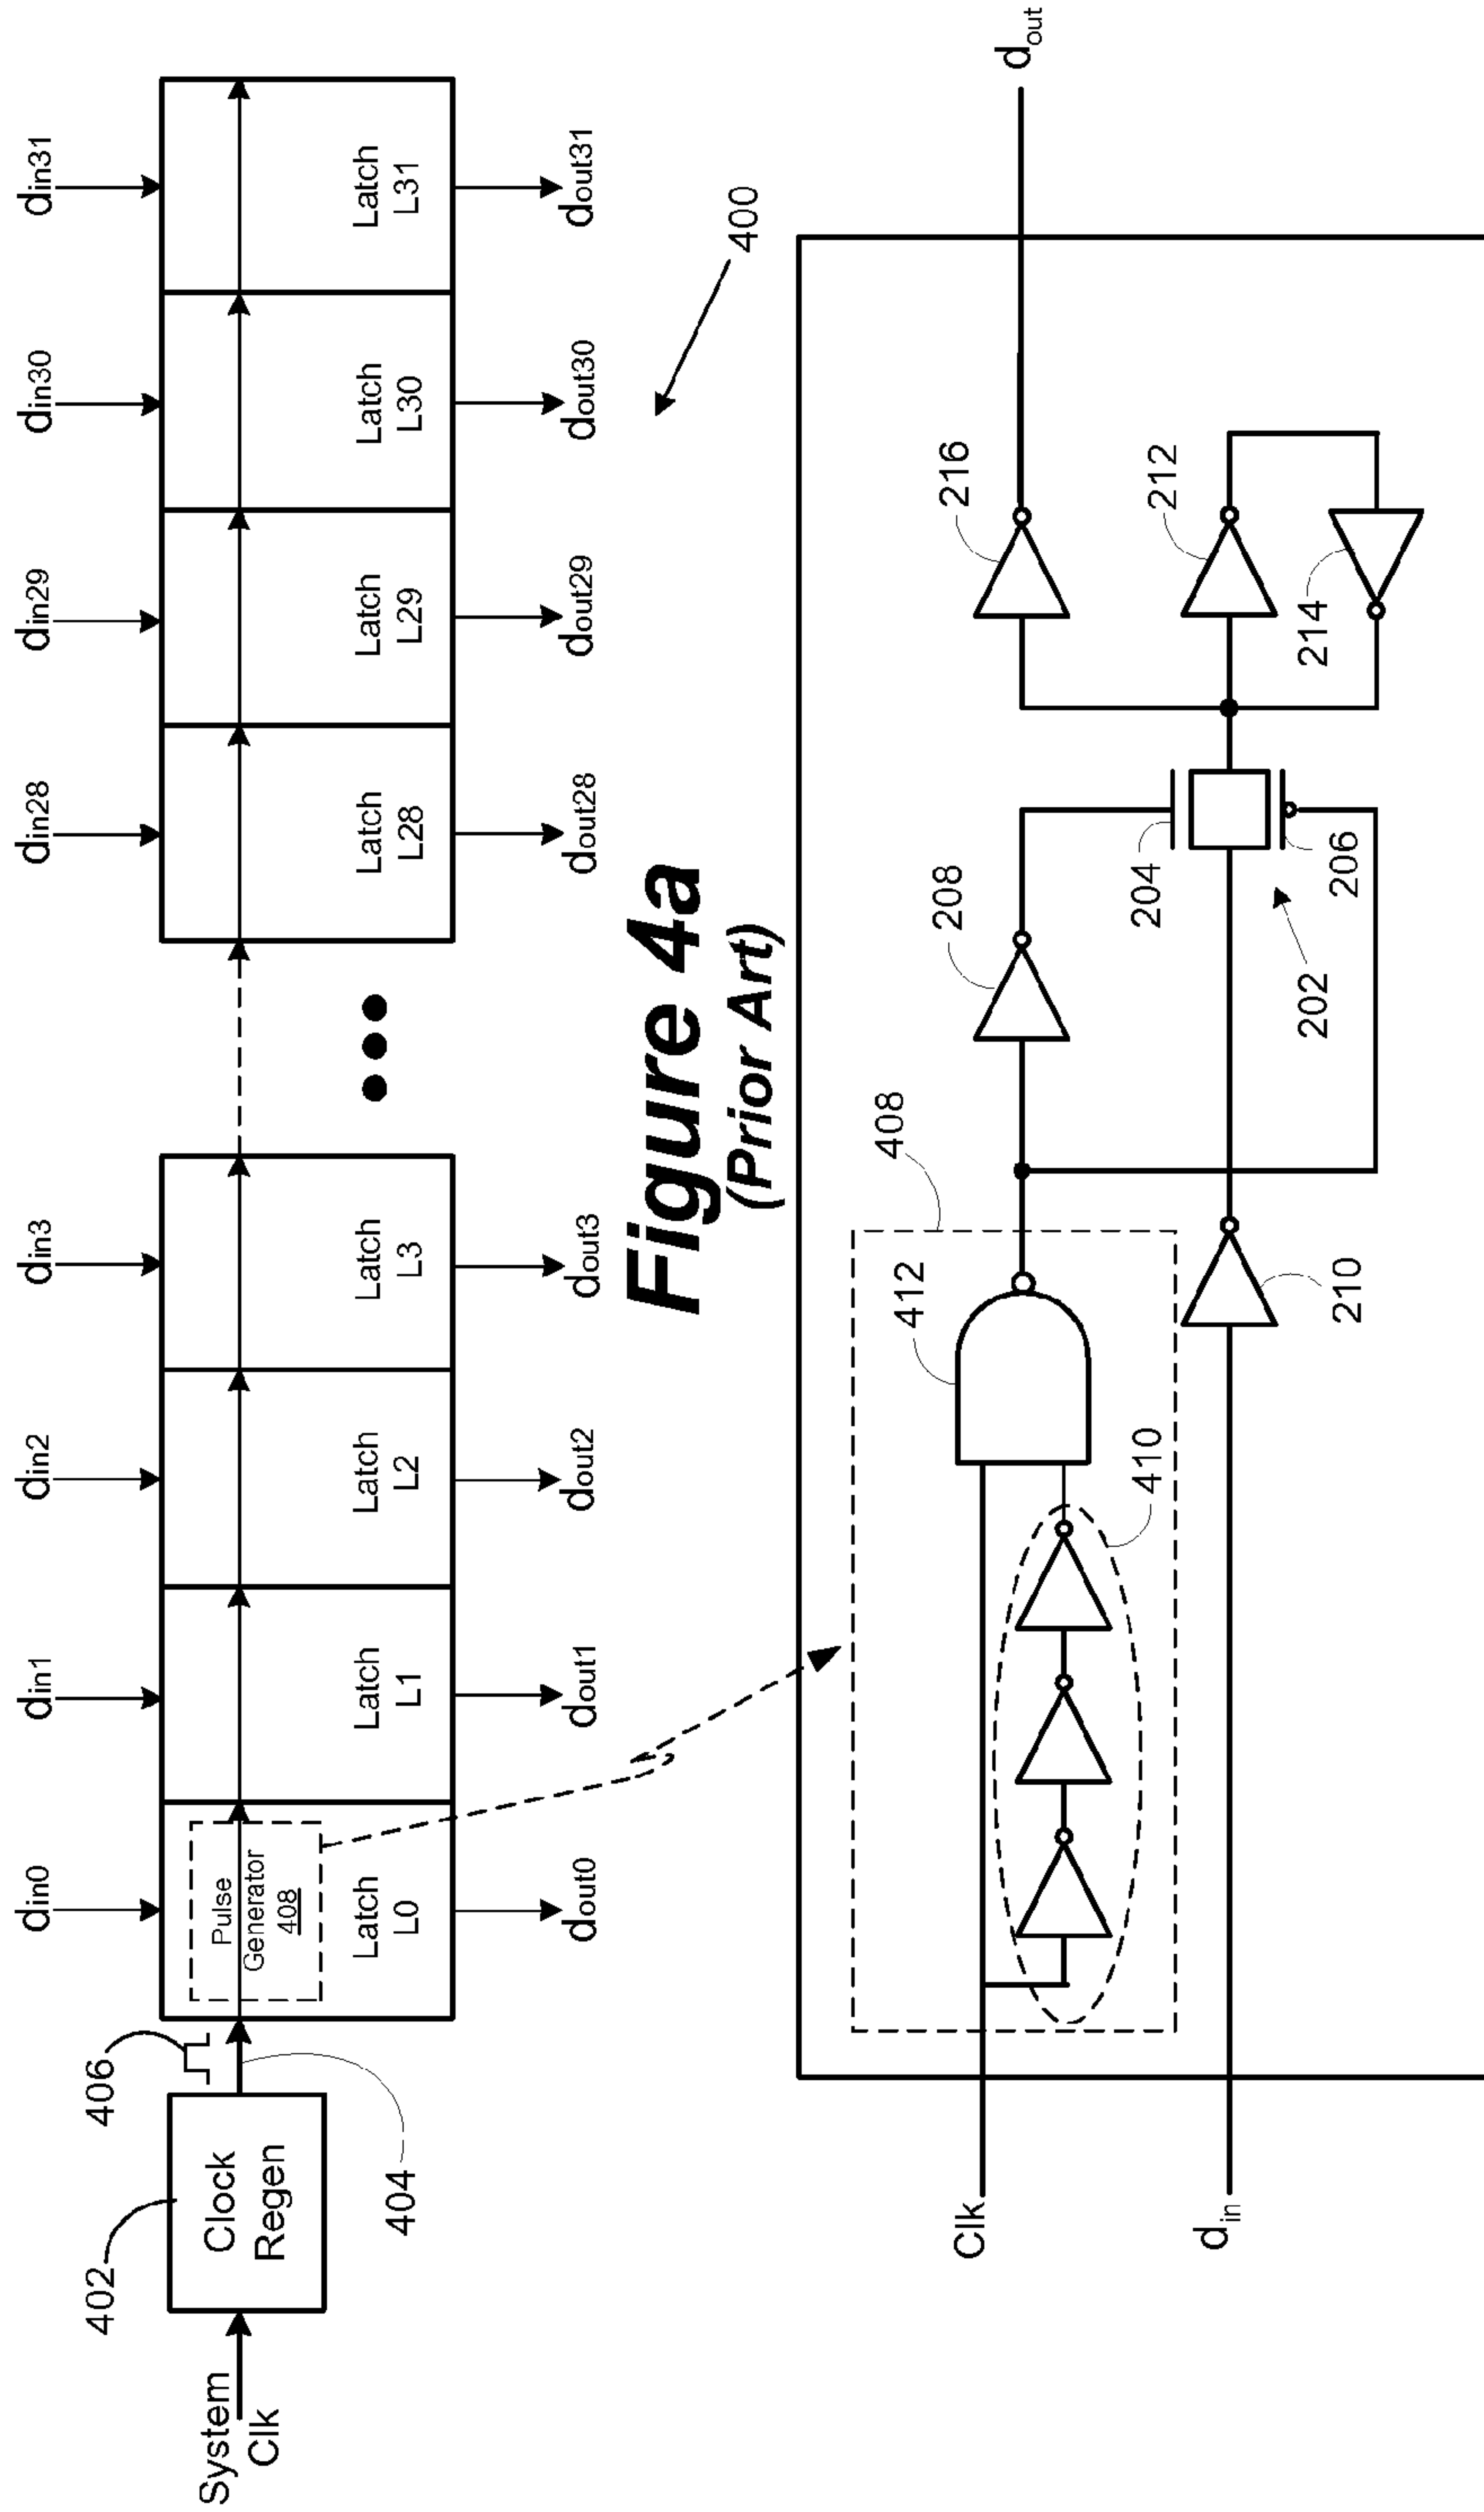 din0
din1
din2
din3
din28
din29
din30
din31
402
406
System
Clk
Clock
Regen
404
Pulse
Generator
408
Latch
L0
Latch
L1
Latch
L2
Latch
L3
Latch
L28
Latch
L29
Latch
L30
Latch
L31
dout0
dout1
dout2
dout3
dout28
dout29
dout30
dout31
Figure 4a
(Prior Art)
400
408
412
208
216
Clk
dout
410
204
212
din
210
202
206
214